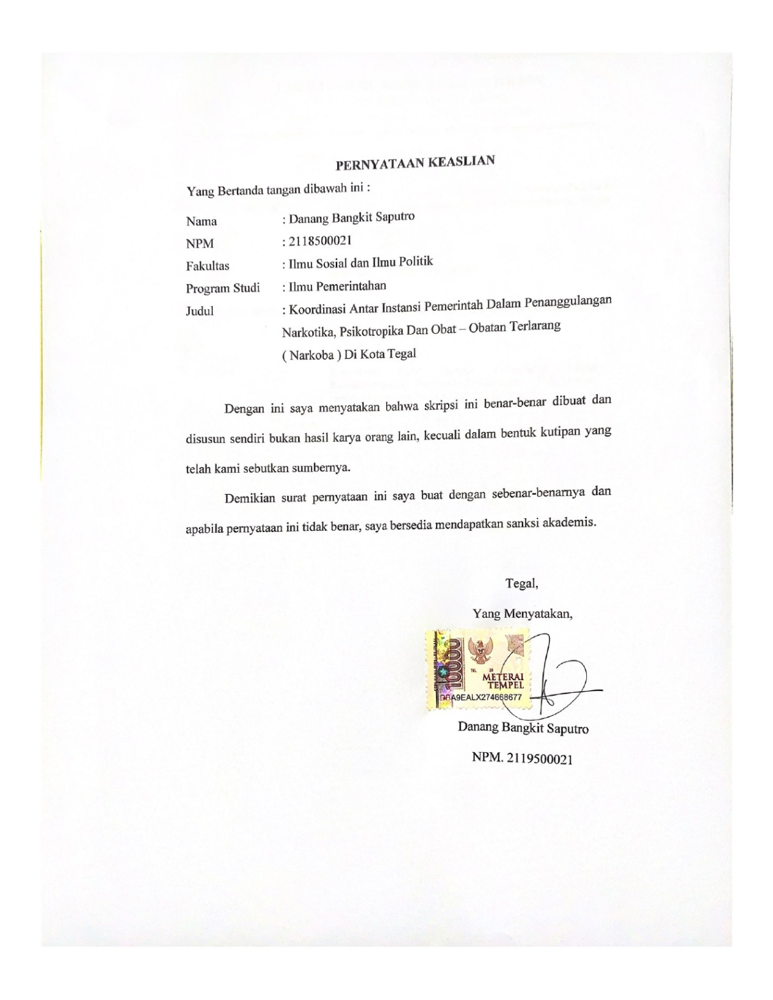 PERNYATAAN KEASLIAN
Yang Bertanda tangan dibawah ini :
Nama : Danang Bangkit Saputro
NPM : 2118500021
Fakultas : Ilmu Sosial dan Ilmu Politik
Program Studi : Ilmu Pemerintahan
Judul : Koordinasi Antar Instansi Pemerintah Dalam Penanggulangan
Narkotika, Psikotropika Dan Obat – Obatan Terlarang
( Narkoba ) Di Kota Tegal
Dengan ini saya menyatakan bahwa skripsi ini benar-benar dibuat dan
disusun sendiri bukan hasil karya orang lain, kecuali dalam bentuk kutipan yang
telah kami sebutkan sumbernya.
Demikian surat pernyataan ini saya buat dengan sebenar-benarnya dan
apabila pernyataan ini tidak benar, saya bersedia mendapatkan sanksi akademis.
Tegal,
Yang Menyatakan,
10000
TGL. 20
METERAI
TEMPEL
DBA9EALX274668677
Danang Bangkit Saputro
NPM. 2119500021